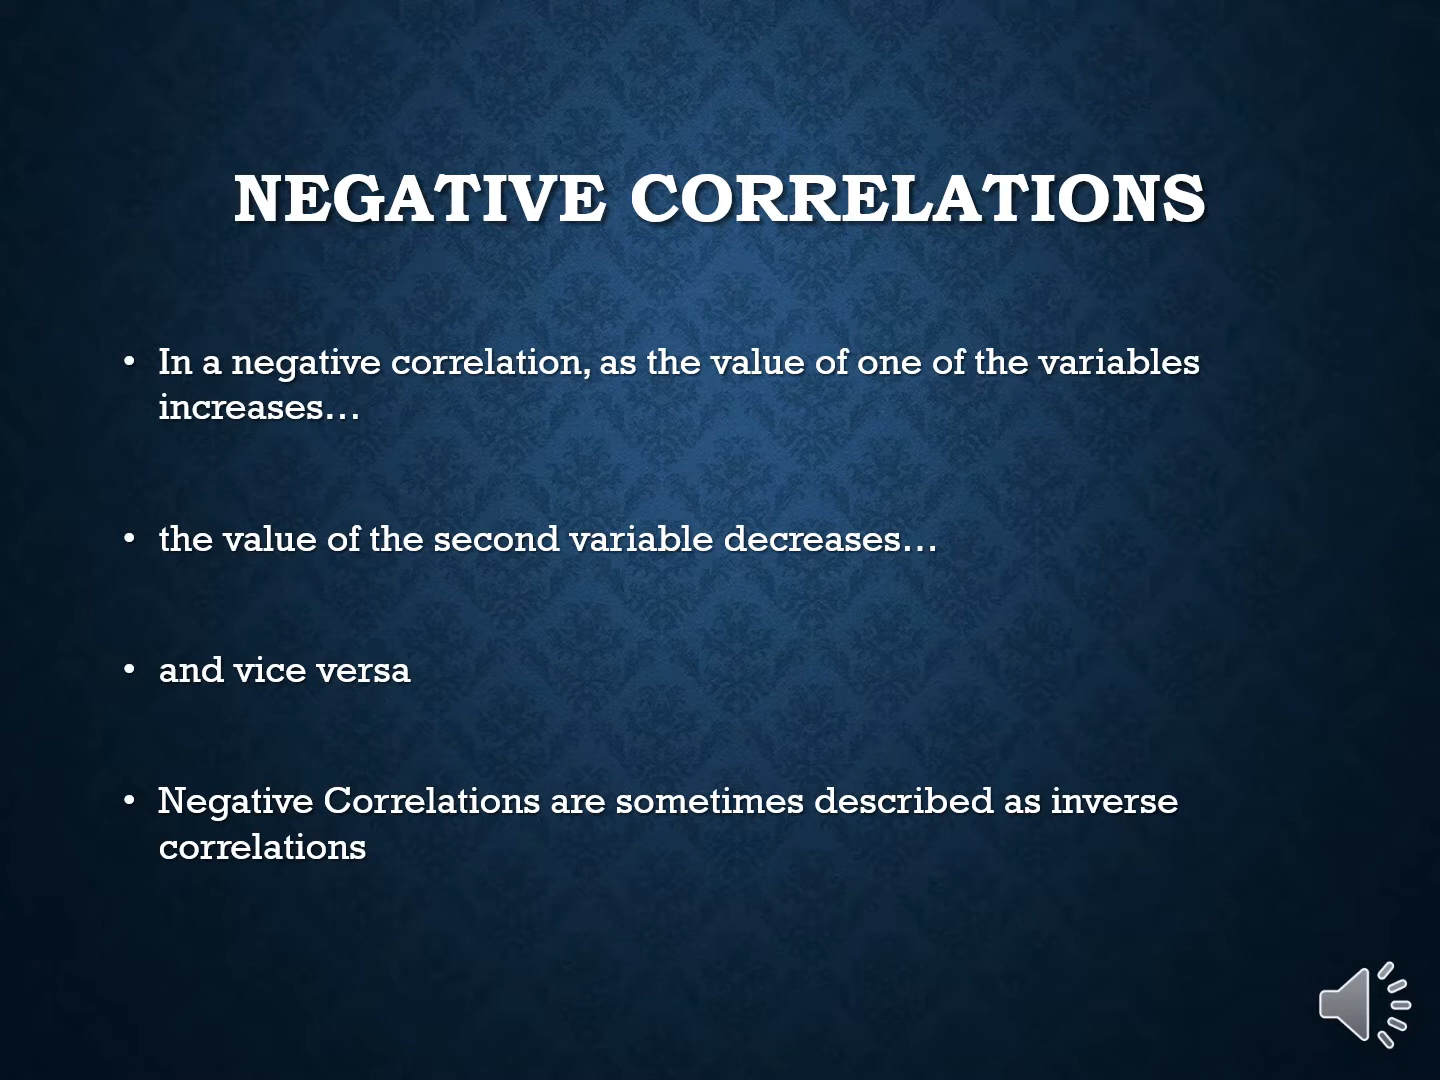 NEGATIVE CORRELATIONS
• In a negative correlation, as the value of one of the variables
increases…
• the value of the second variable decreases…
• and vice versa
• Negative Correlations are sometimes described as inverse
correlations